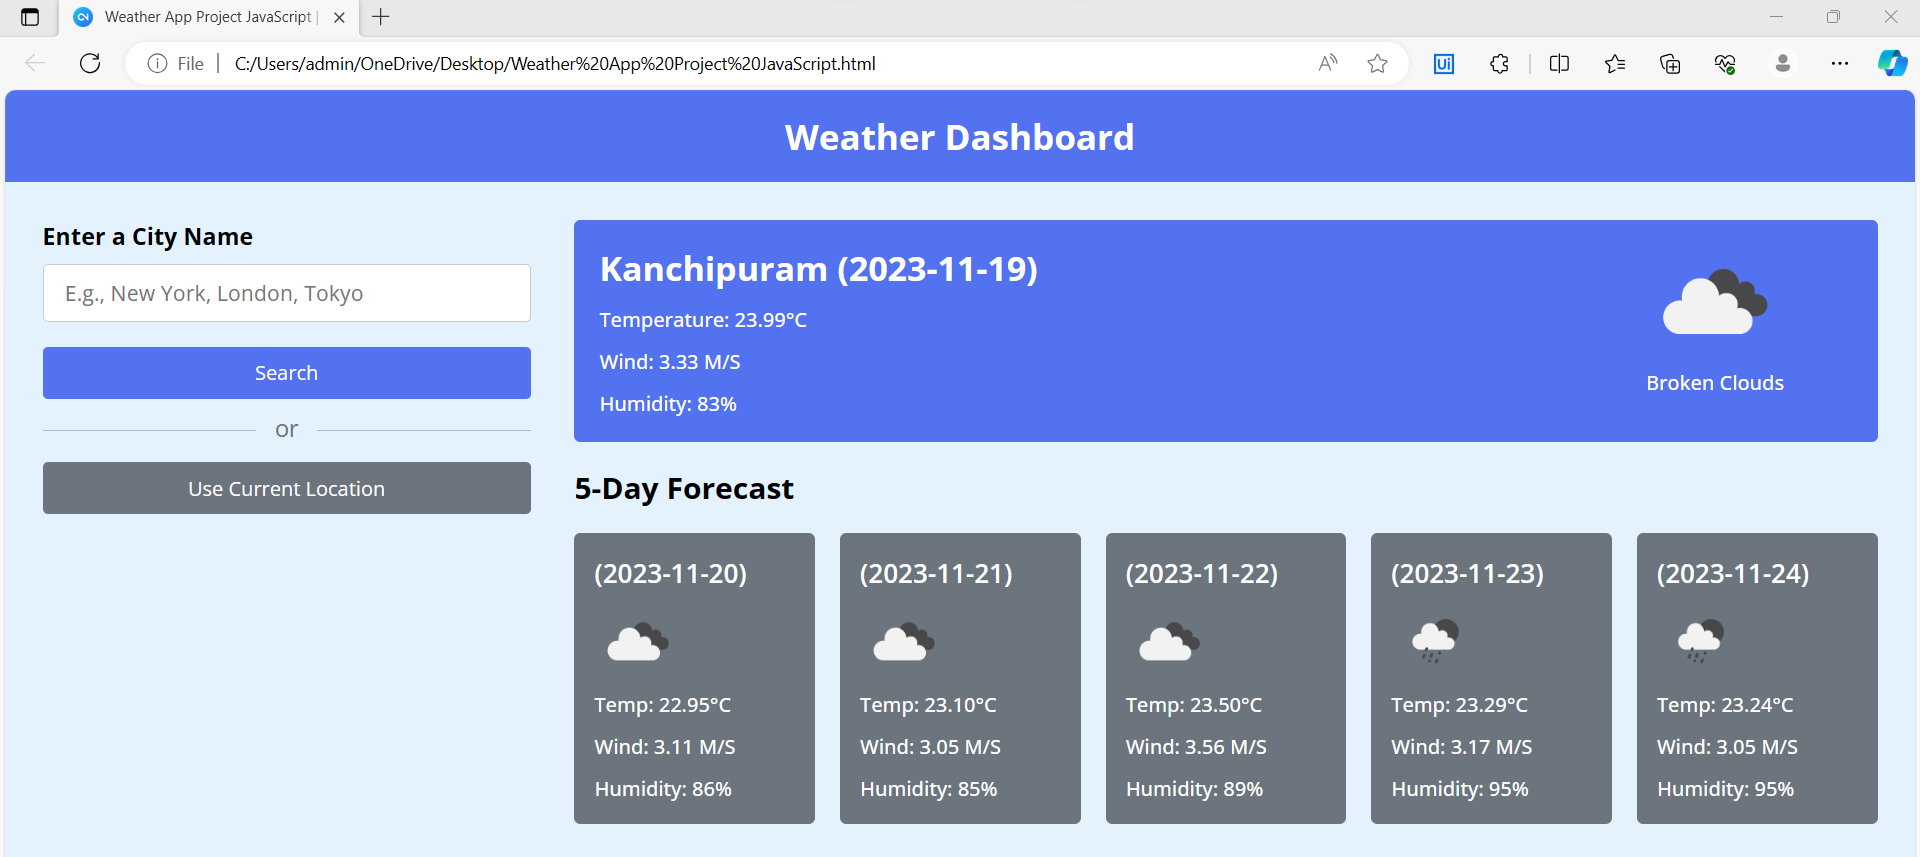 Weather App Project JavaScript |
File
C:/Users/admin/OneDrive/Desktop/Weather%20App%20Project%20JavaScript.html
Ui
Weather Dashboard
Enter a City Name
E.g., New York, London, Tokyo
Search
or
Use Current Location
Kanchipuram (2023-11-19)
Temperature: 23.99°C
Wind: 3.33 M/S
Humidity: 83%
Broken Clouds
5-Day Forecast
(2023-11-20)
Temp: 22.95°C
Wind: 3.11 M/S
Humidity: 86%
(2023-11-21)
Temp: 23.10°C
Wind: 3.05 M/S
Humidity: 85%
(2023-11-22)
Temp: 23.50°C
Wind: 3.56 M/S
Humidity: 89%
(2023-11-23)
Temp: 23.29°C
Wind: 3.17 M/S
Humidity: 95%
(2023-11-24)
Temp: 23.24°C
Wind: 3.05 M/S
Humidity: 95%